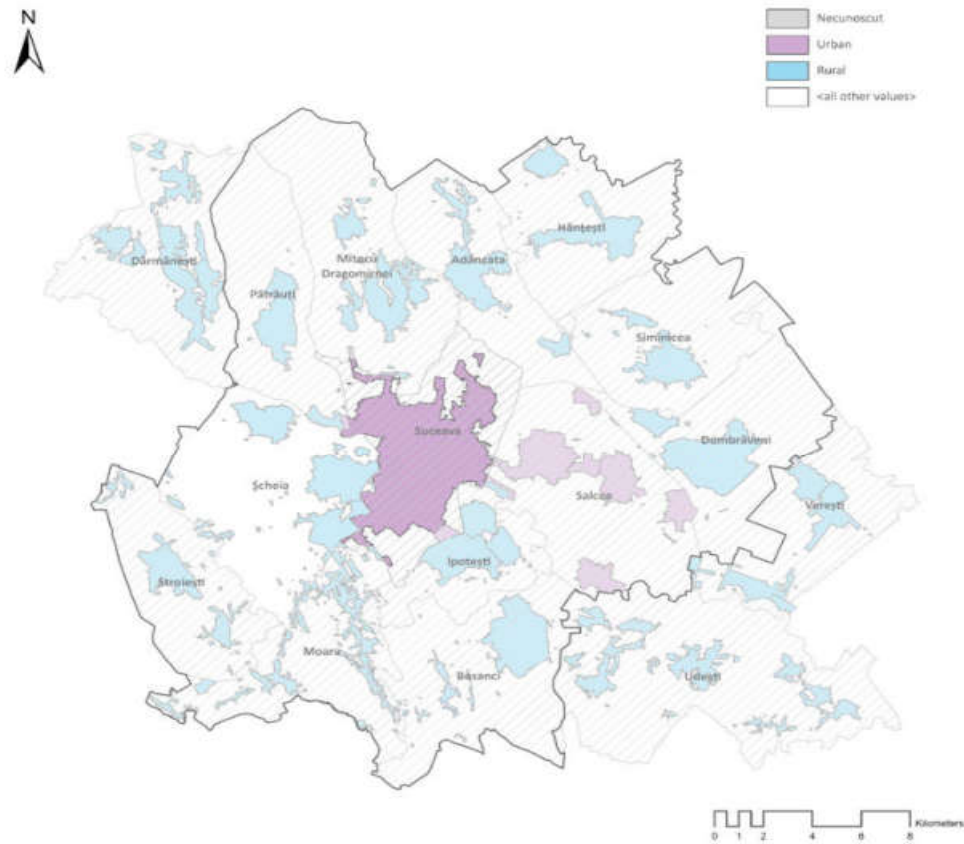 N
Necunoscut
Urban
Rural
<all other values>
Hănțești
Dărmănești
Mitocu
Dragomirnei
Adâncata
Pătrăuți
Siminicea
Suceava
Dumbrăveni
Șcheia
Salcea
Verești
Ipotești
Stroiești
Moara
Bosanci
Udești
Kilometers
0 1 2 4 6 8